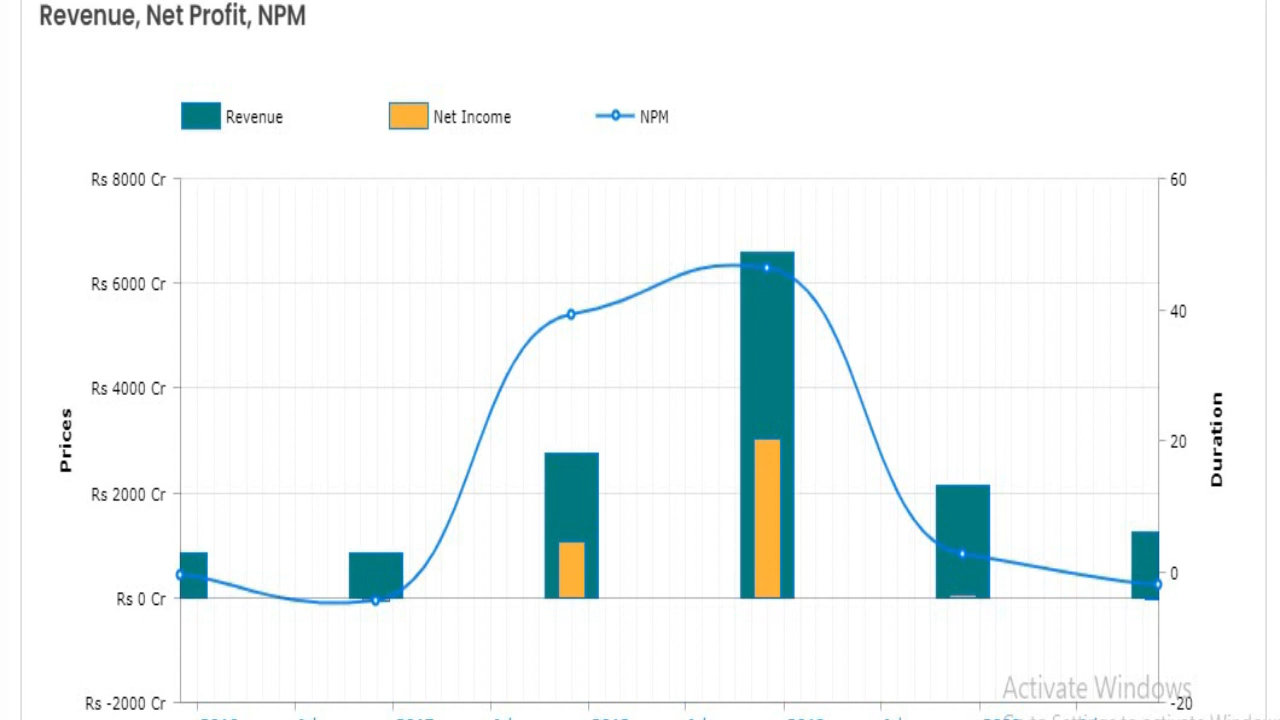 Revenue, Net Profit, NPM
Revenue
Net Income
NPM
Rs 8000 Cr
Rs 6000 Cr
Rs 4000 Cr
Rs 2000 Cr
Rs 0 Cr
Rs -2000 Cr
Prices
60
40
20
0
-20
Duration
Activate Windows